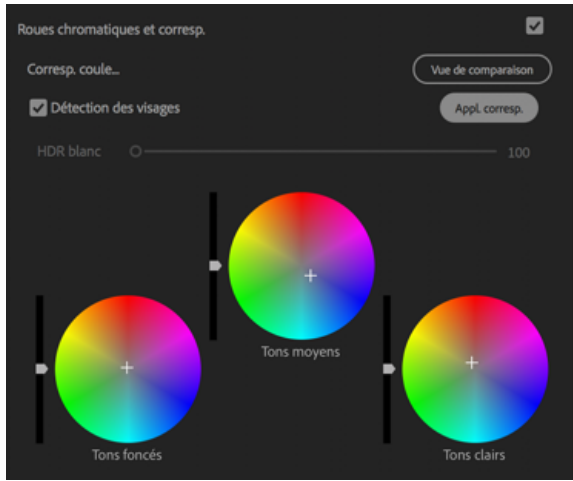 Roues chromatiques et corresp.
Corresp. coule...
Vue de comparaison
Détection des visages
Appl. corresp.
HDR blanc
100
Tons moyens
Tons foncés
Tons clairs